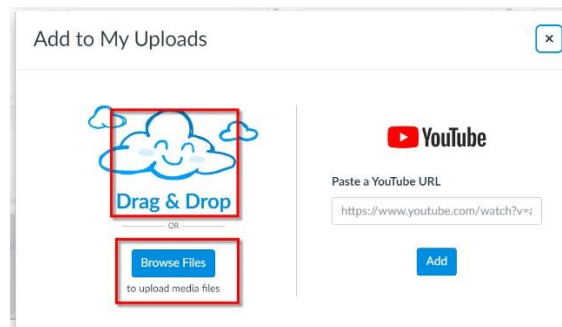 Add to My Uploads
×
Drag & Drop
OR
Browse Files
to upload media files
YouTube
Paste a YouTube URL
https://www.youtube.com/watch?v=
Add